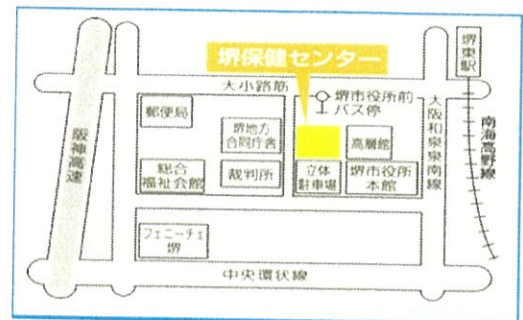 堺保健センター
堺東駅
大小路筋
堺市役所前
バス停
郵便局
堺地方
合同庁舎
高層館
総合
福祉会館
裁判所
立体
駐車場
堺市役所
本館
フェニーチェ
堺
中央環状線
阪神高速
大阪和泉泉南線
南海高野線